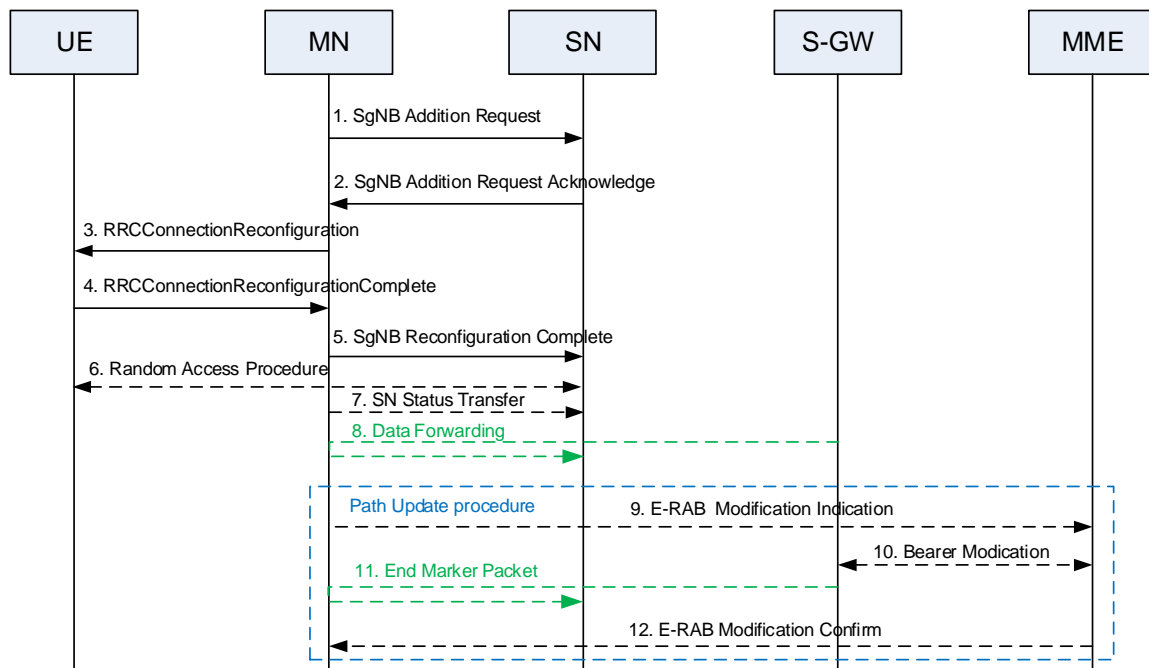 UE
MN
SN
S-GW
MME
1. SgNB Addition Request
2. SgNB Addition Request Acknowledge
3. RRCConnectionReconfiguration
4. RRCConnectionReconfigurationComplete
5. SgNB Reconfiguration Complete
6. Random Access Procedure
7. SN Status Transfer
8. Data Forwarding
Path Update procedure
9. E-RAB Modification Indication
10. Bearer Modication
11. End Marker Packet
12. E-RAB Modification Confirm